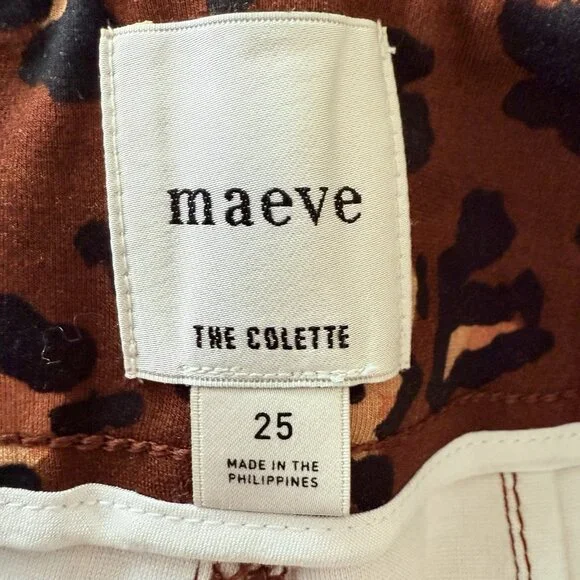 maeve
THE COLETTE
25
MADE IN THE
PHILIPPINES